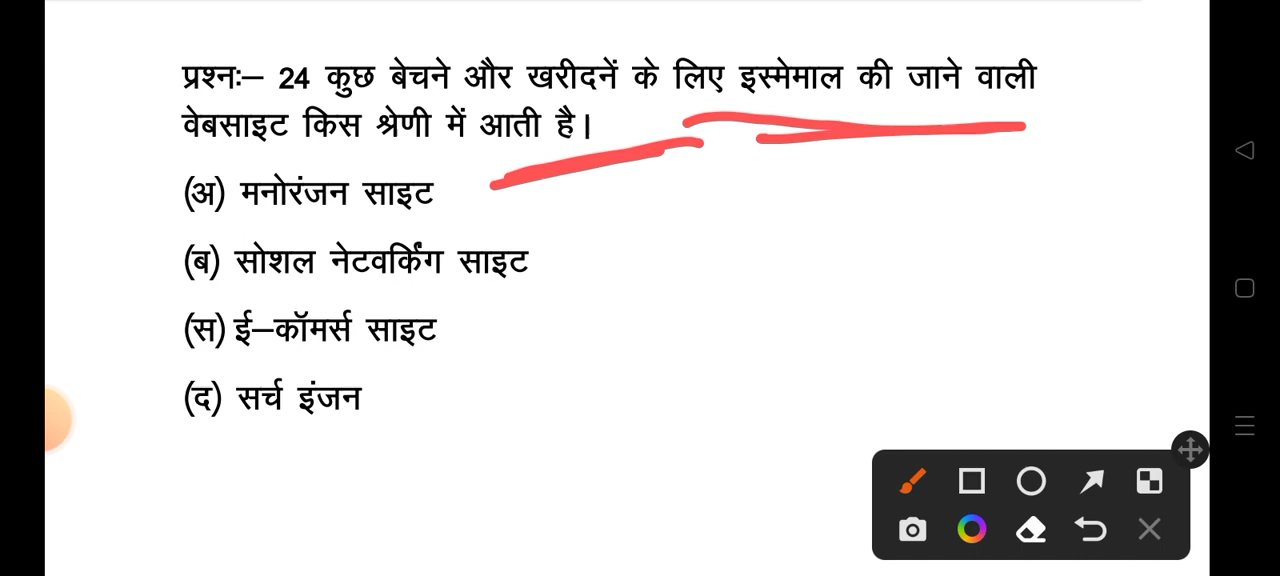 प्रश्नः– 24 कुछ बेचने और खरीदनें के लिए इस्मेमाल की जाने वाली
वेबसाइट किस श्रेणी में आती है।
(अ) मनोरंजन साइट
(ब) सोशल नेटवर्किंग साइट
(स) ई–कॉमर्स साइट
(द) सर्च इंजन